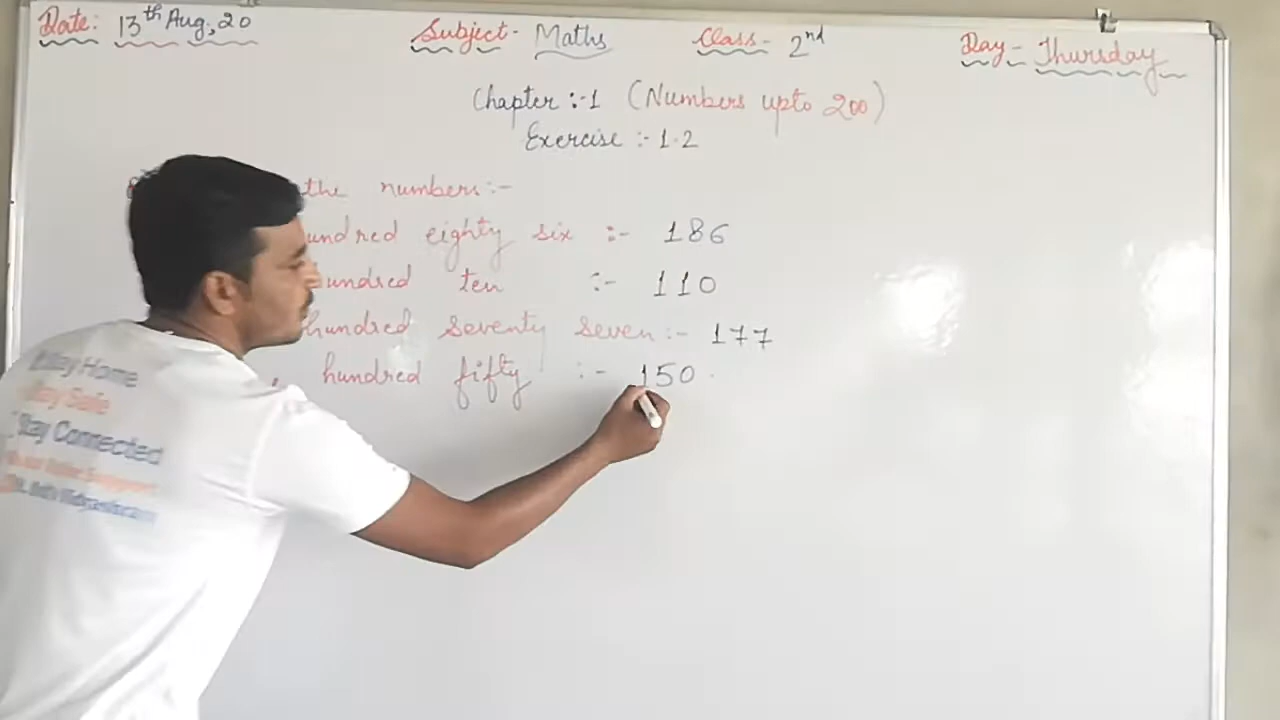 Date: 13th Aug, 20 Subject- Maths Class- 2nd Day- Thursday
Chapter :- 1 (Numbers upto 200)
Exercise :- 1.2
the numbers:-
undred eighty six :- 186
undred ten :- 110
hundred seventy seven:- 177
hundred fifty :- 150
Stay Home
Stay Safe
Stay Connected